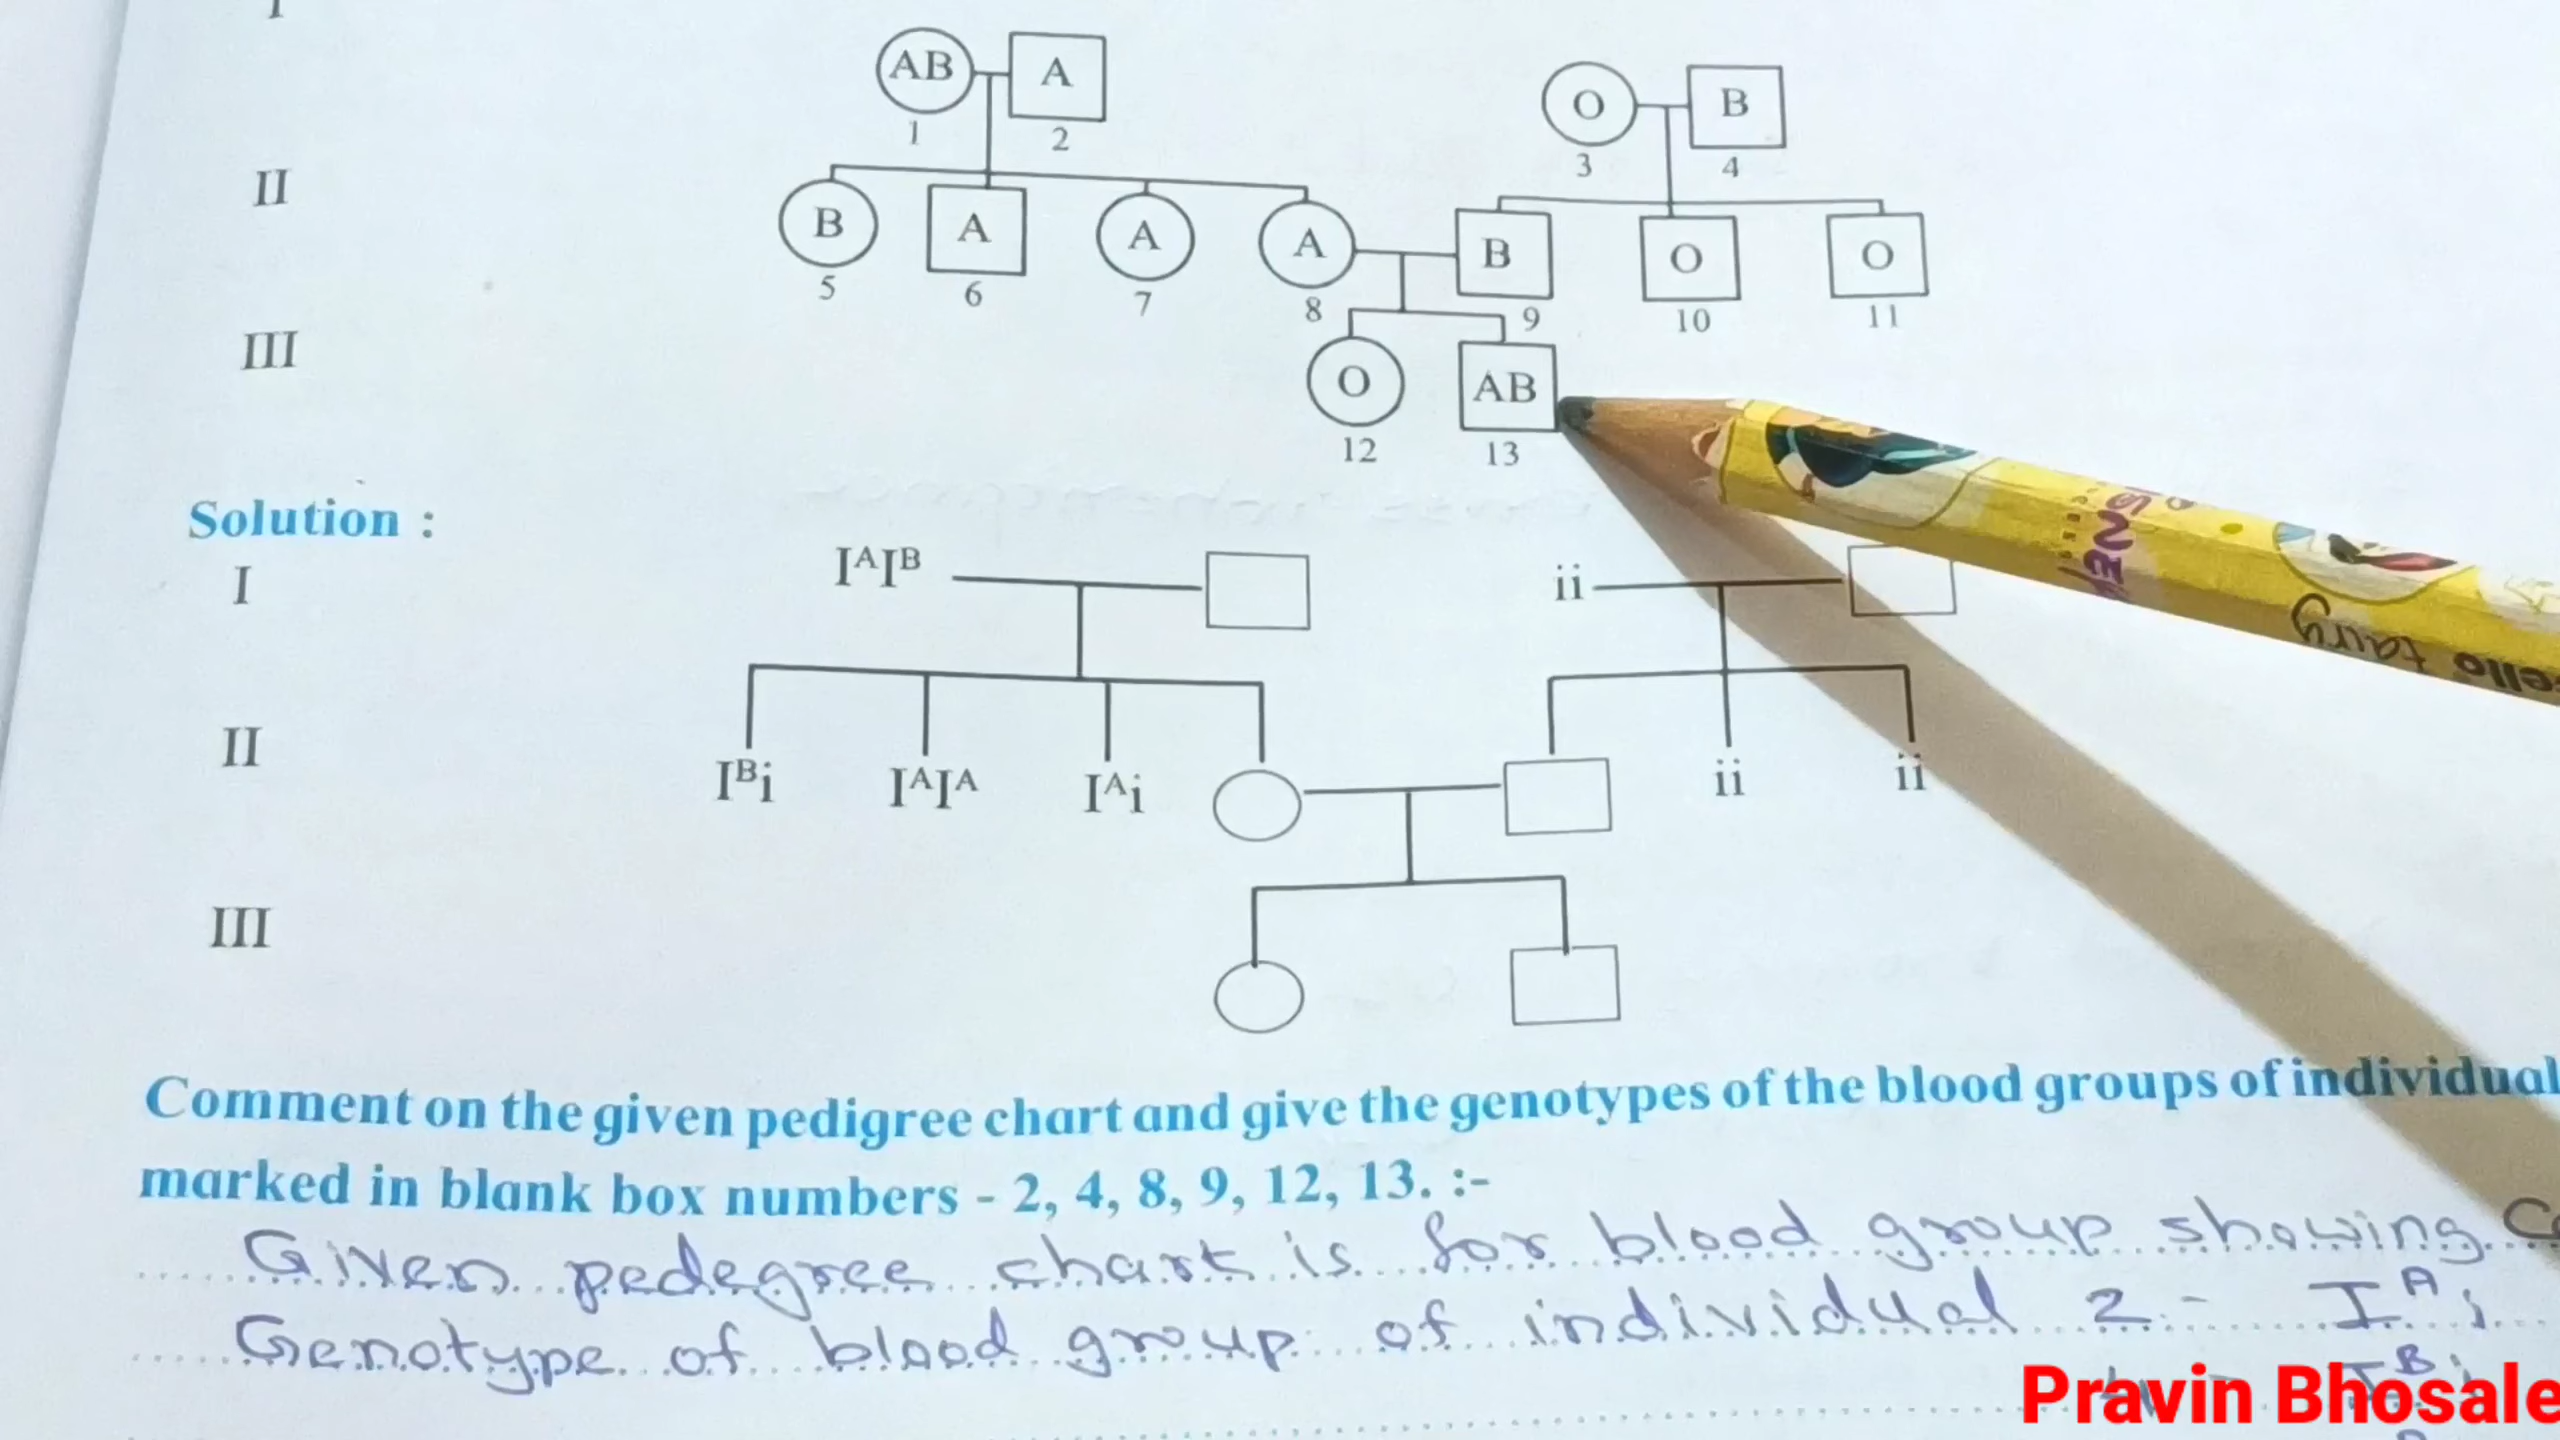 I
AB A
1 2
O B
3 4
II
B A A A B O O
5 6 7 8 9 10 11
III
O AB
12 13
Solution :
I
IᴬIᴮ
ii
II
Iᴮi IᴬIᴬ Iᴬi ii ii
III
Comment on the given pedigree chart and give the genotypes of the blood groups of individual
marked in blank box numbers - 2, 4, 8, 9, 12, 13. :-
Given pedegree chart is for blood group showing
Genotype of blood group of individual 2 - Iᴬi
4 - Iᴮi
Pravin Bhosale